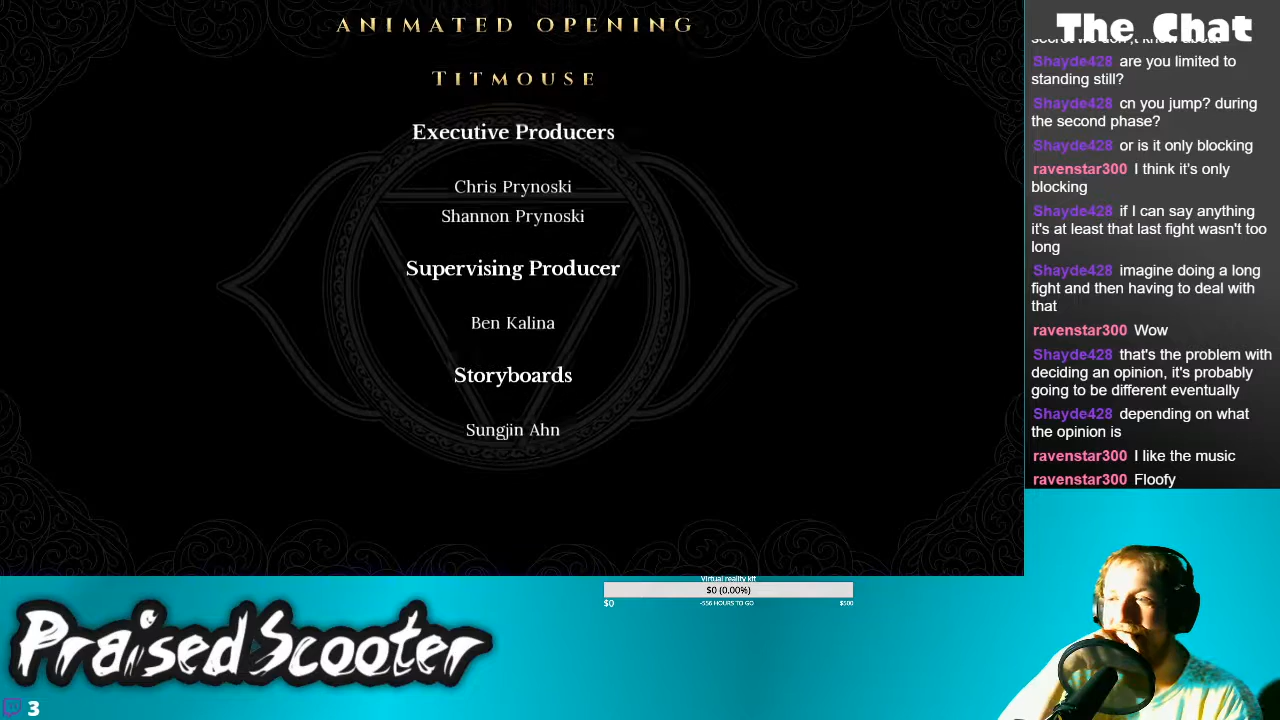 ANIMATED OPENING
TITMOUSE
Executive Producers
Chris Prynoski
Shannon Prynoski
Supervising Producer
Ben Kalina
Storyboards
Sungjin Ahn
The Chat
Shayde428 are you limited to
standing still?
Shayde428 cn you jump? during
the second phase?
Shayde428 or is it only blocking
ravenstar300 I think it's only
blocking
Shayde428 if I can say anything
it's at least that last fight wasn't too
long
Shayde428 imagine doing a long
fight and then having to deal with
that
ravenstar300 Wow
Shayde428 that's the problem with
deciding an opinion, it's probably
going to be different eventually
Shayde428 depending on what
the opinion is
ravenstar300 I like the music
ravenstar300 Floofy
Virtual reality kit
$0 (0.00%)
$0 -556 HOURS TO GO $500
PraisedScooter
3